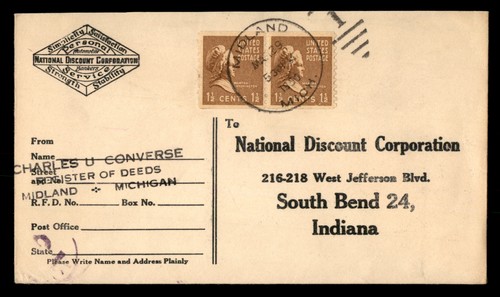 Simplicity Satisfaction
Personal
Automobile
NATIONAL DISCOUNT CORPORATION
Bankers
Service
Strength Stability
UNITED STATES POSTAGE
UNITED STATES POSTAGE
1½ CENTS 1½
1½ CENTS 1½
MIDLAND
MICH
From
Name
CHARLES U CONVERSE
Street
and No.
REGISTER OF DEEDS
MIDLAND MICHIGAN
R.F.D. No. Box No.
Post Office
State
Please Write Name and Address Plainly
To
National Discount Corporation
216-218 West Jefferson Blvd.
South Bend 24,
Indiana